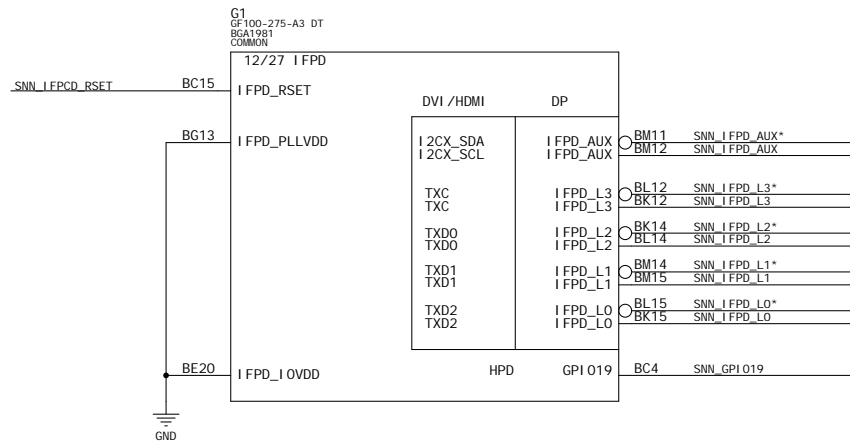 G1
GF100-275-A3 DT
BGA1981
COMMON
12/27 IFPD
SNN_IFPCD_RSET BC15 IFPD_RSET
DVI/HDMI DP
BG13 IFPD_PLLVDD
I2CX_SDA IFPD_AUX BM11 SNN_IFPD_AUX*
I2CX_SCL IFPD_AUX BM12 SNN_IFPD_AUX
TXC IFPD_L3 BL12 SNN_IFPD_L3*
TXC IFPD_L3 BK12 SNN_IFPD_L3
TXD0 IFPD_L2 BK14 SNN_IFPD_L2*
TXD0 IFPD_L2 BL14 SNN_IFPD_L2
TXD1 IFPD_L1 BM14 SNN_IFPD_L1*
TXD1 IFPD_L1 BM15 SNN_IFPD_L1
TXD2 IFPD_L0 BL15 SNN_IFPD_L0*
TXD2 IFPD_L0 BK15 SNN_IFPD_L0
BE20 IFPD_IOVDD HPD GPIO19 BC4 SNN_GPIO19
GND